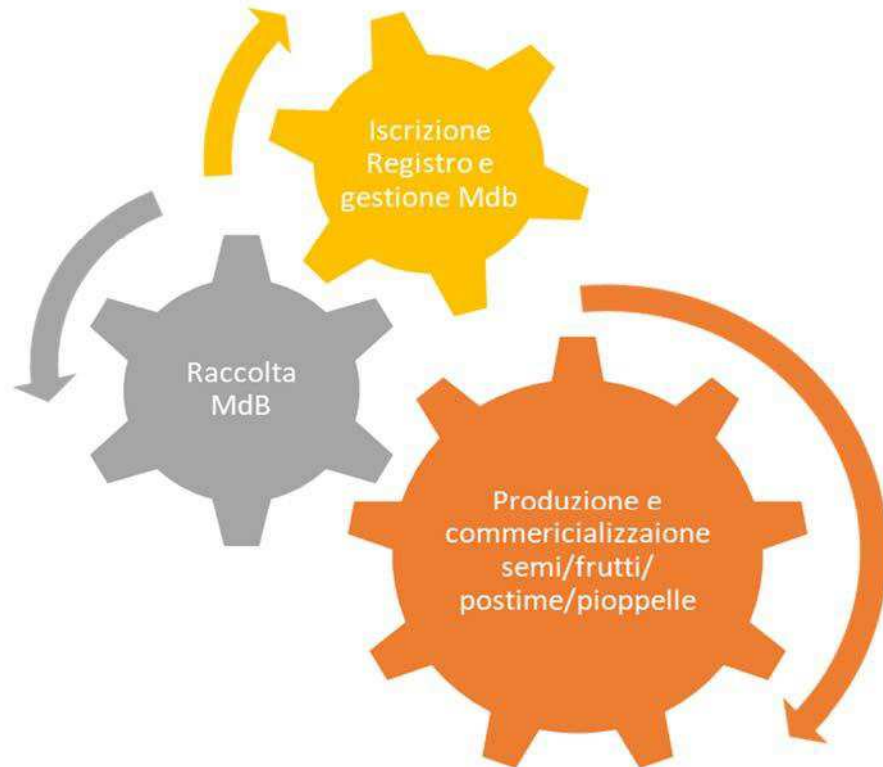 Iscrizione
Registro e
gestione Mdb
Raccolta
MdB
Produzione e
commericializzaione
semi/frutti/
postime/pioppelle